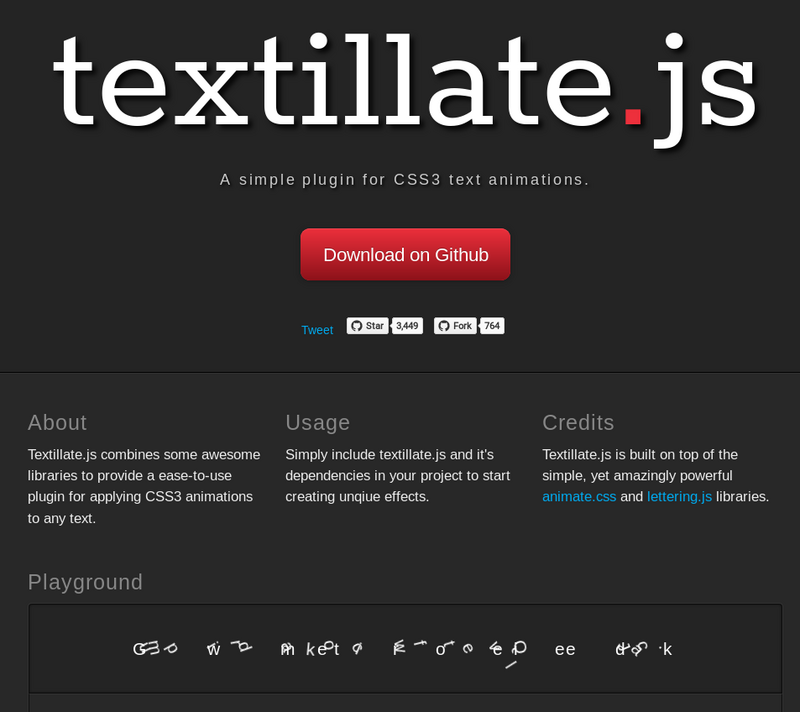 textillate.js
A simple plugin for CSS3 text animations.
Download on Github
Tweet Star 3,449 Fork 764
About
Textillate.js combines some awesome
libraries to provide a ease-to-use
plugin for applying CSS3 animations
to any text.
Usage
Simply include textillate.js and it's
dependencies in your project to start
creating unqiue effects.
Credits
Textillate.js is built on top of the
simple, yet amazingly powerful
animate.css and lettering.js libraries.
Playground